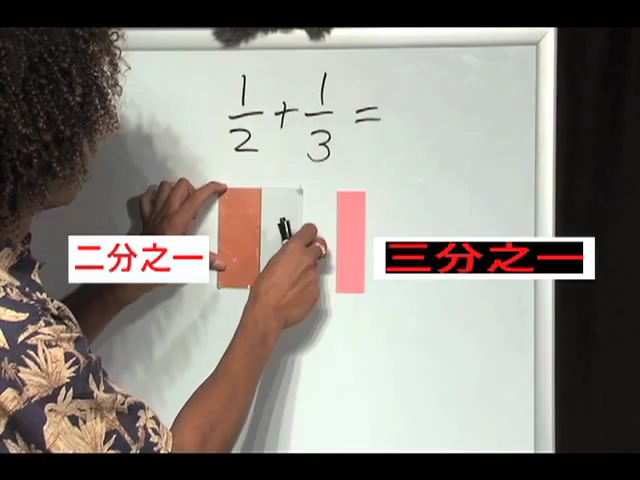 1/2 + 1/3 =
二分之一
三分之一